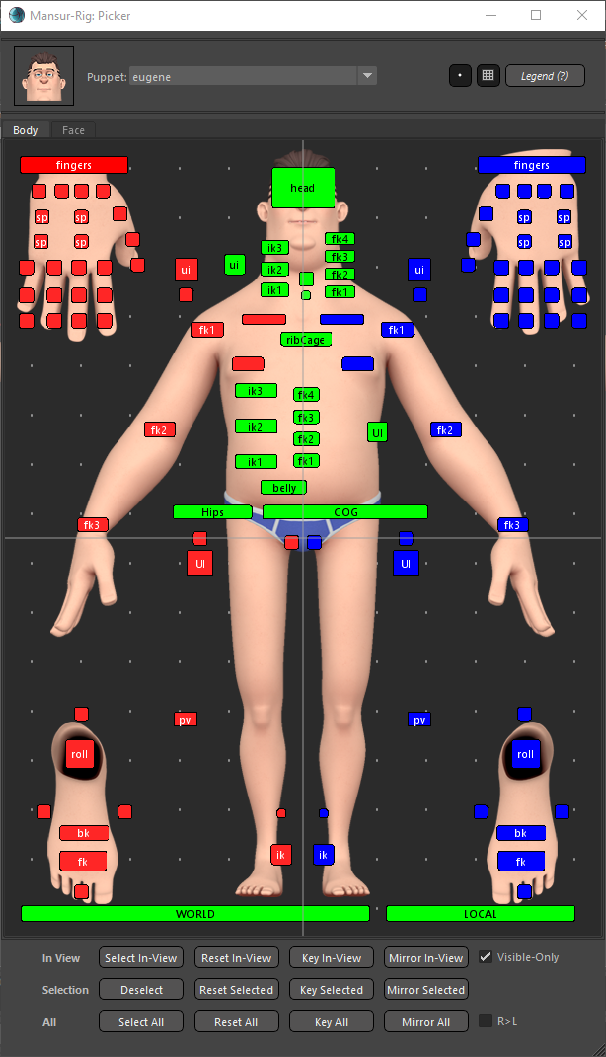 Mansur-Rig: Picker
Puppet: eugene
Legend (?)
Body Face
fingers fingers
head
sp sp sp sp
sp sp sp sp
ik3 fk4
fk3
ui ui ik2 fk2 ui
ik1 fk1
fk1 ribCage fk1
ik3 fk4
fk3
fk2 ik2 fk2 UI fk2
ik1 fk1
belly
Hips COG
fk3 fk3
UI UI
pv pv
roll roll
bk bk
fk ik ik fk
WORLD LOCAL
In View Select In-View Reset In-View Key In-View Mirror In-View Visible-Only
Selection Deselect Reset Selected Key Selected Mirror Selected
All Select All Reset All Key All Mirror All R>L